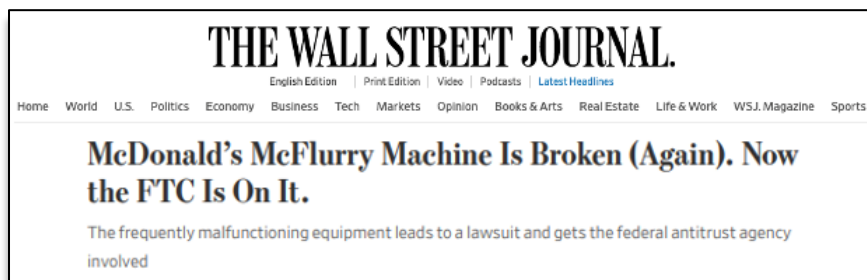 THE WALL STREET JOURNAL.
English Edition | Print Edition | Video | Podcasts | Latest Headlines
Home World U.S. Politics Economy Business Tech Markets Opinion Books & Arts Real Estate Life & Work WSJ. Magazine Sports
McDonald's McFlurry Machine Is Broken (Again). Now
the FTC Is On It.
The frequently malfunctioning equipment leads to a lawsuit and gets the federal antitrust agency
involved